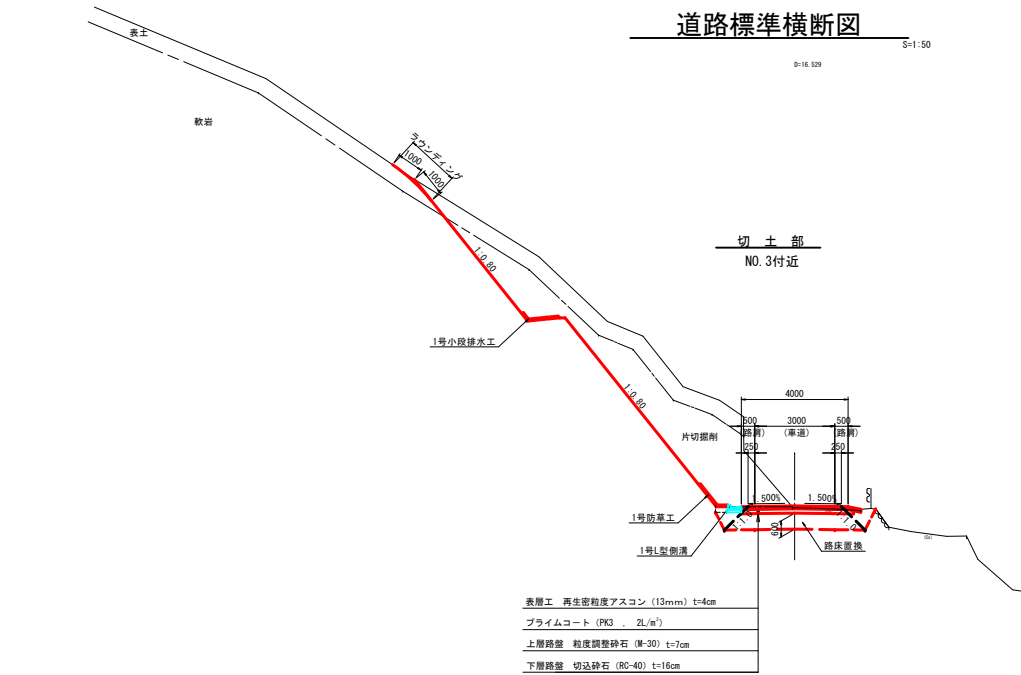 道路標準横断図
S=1:50
D=16.529
表土
軟岩
ラウンディング
1000
1000
切 土 部
NO.3付近
1:0.80
1号小段排水工
1:0.80
4000
500
3000
500
(路肩)
(車道)
(路肩)
片切掘削
250
250
1.500%
1.500%
1号防草工
600
1号L型側溝
路床置換
表層工 再生密粒度アスコン (13mm) t=4cm
プライムコート (PK3 . 2L/㎡)
上層路盤 粒度調整砕石 (M-30) t=7cm
下層路盤 切込砕石 (RC-40) t=16cm